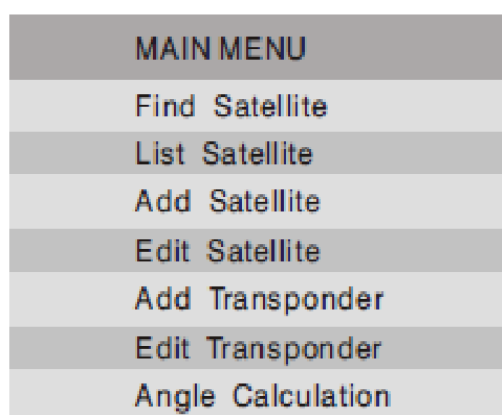 MAIN MENU
Find Satellite
List Satellite
Add Satellite
Edit Satellite
Add Transponder
Edit Transponder
Angle Calculation